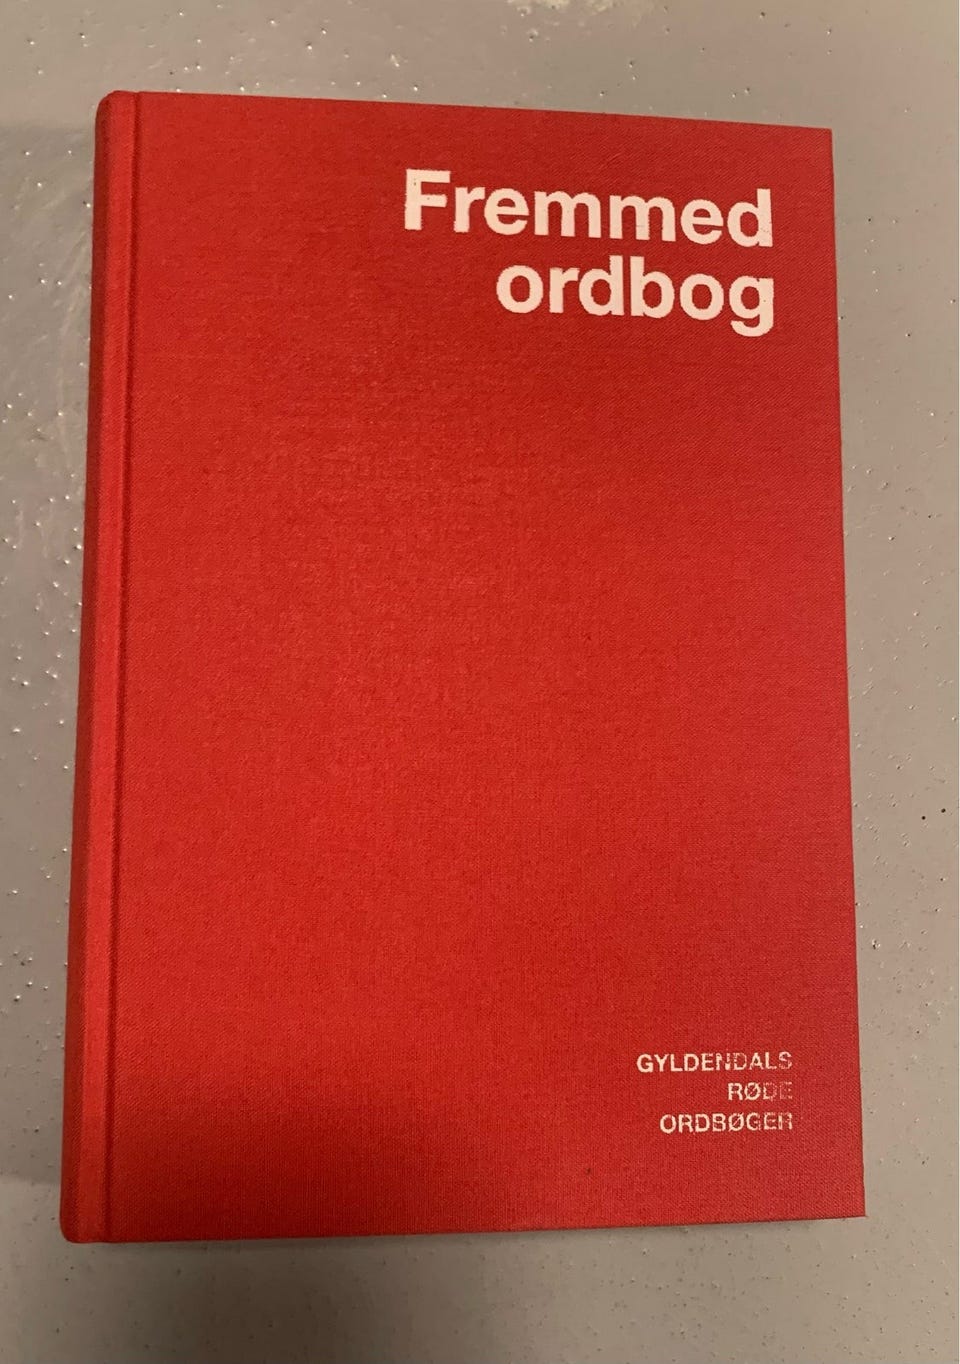 Fremmed
ordbog
GYLDENDALS
RØDE
ORDBØGER